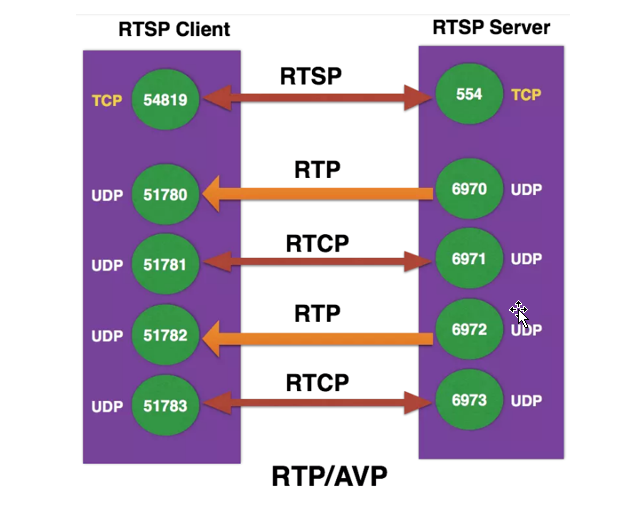 RTSP Client RTSP Server
RTSP
TCP 54819 554 TCP
RTP
UDP 51780 6970 UDP
RTCP
UDP 51781 6971 UDP
RTP
UDP 51782 6972 UDP
RTCP
UDP 51783 6973 UDP
RTP/AVP